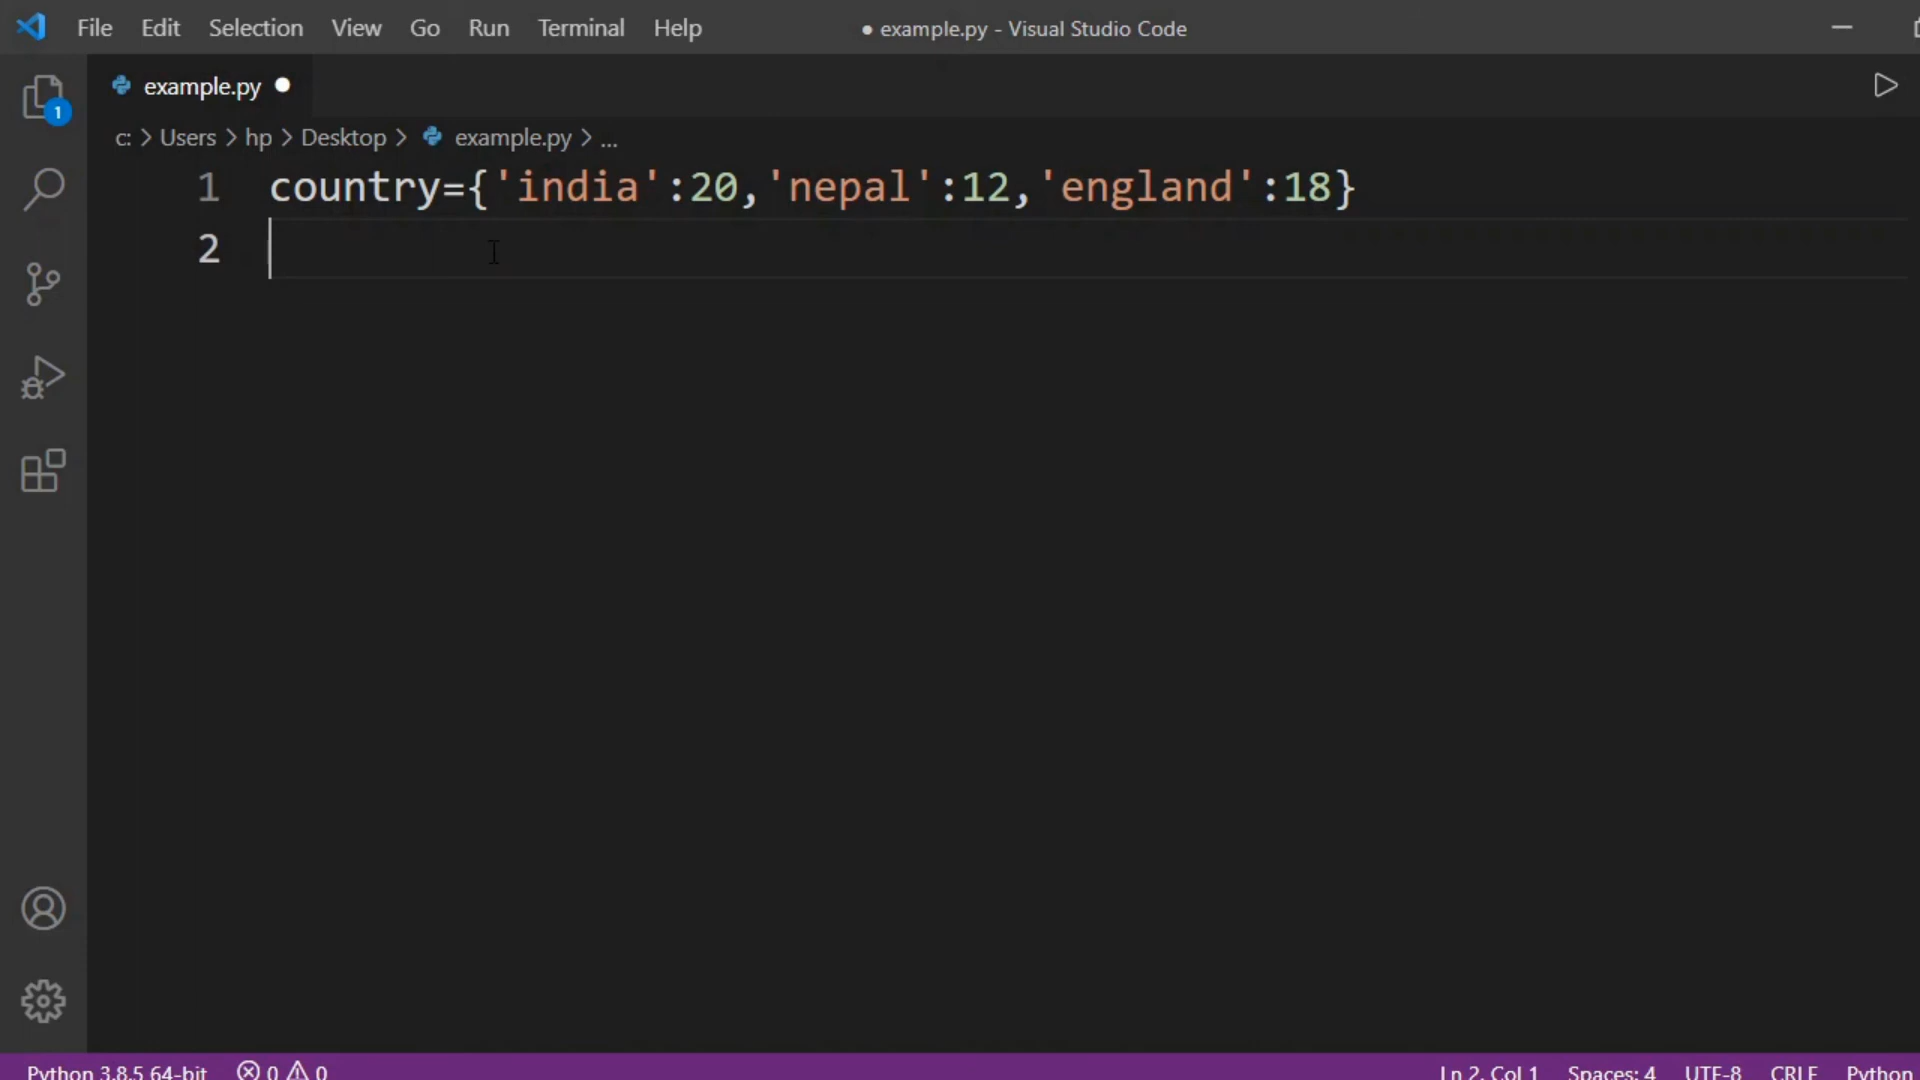 File Edit Selection View Go Run Terminal Help ● example.py - Visual Studio Code
example.py ●
1
c: > Users > hp > Desktop > example.py > ...
1 country={'india':20,'nepal':12,'england':18}
2
Python 3.8.5 64-bit 0 0 Ln 2, Col 1 Spaces: 4 UTF-8 CRLF Python